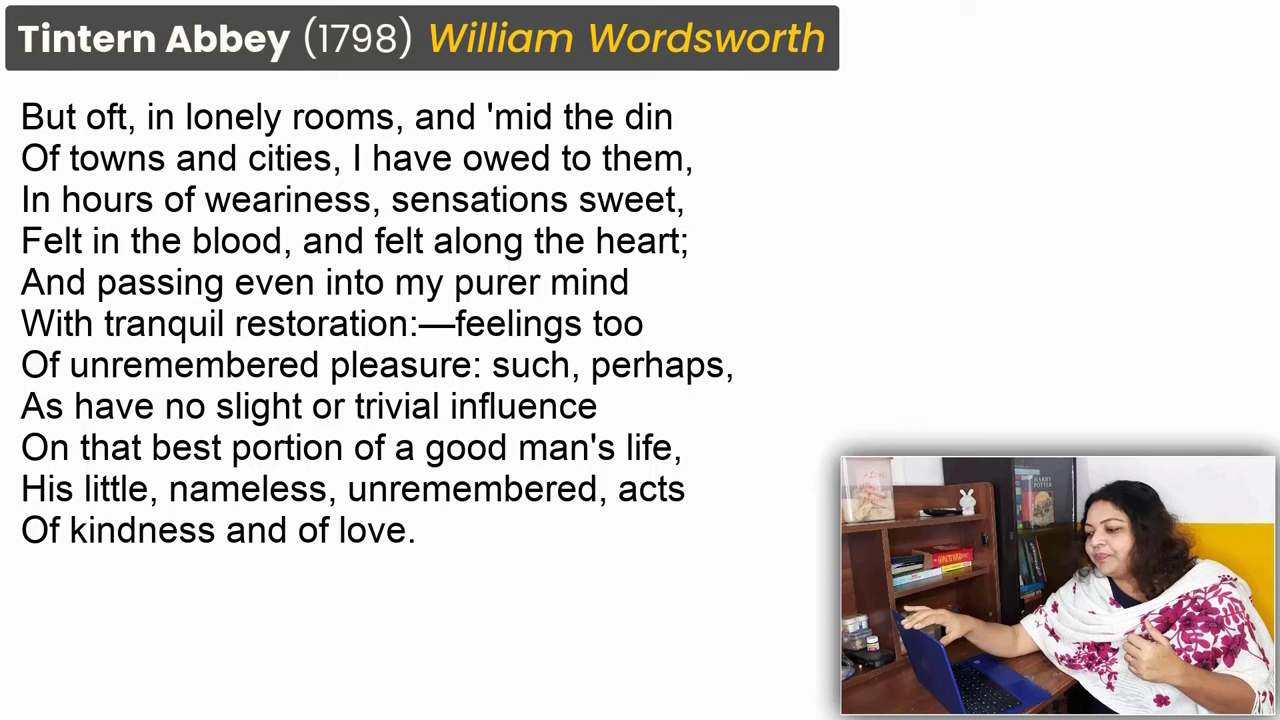 Tintern Abbey (1798) William Wordsworth
But oft, in lonely rooms, and 'mid the din
Of towns and cities, I have owed to them,
In hours of weariness, sensations sweet,
Felt in the blood, and felt along the heart;
And passing even into my purer mind
With tranquil restoration:—feelings too
Of unremembered pleasure: such, perhaps,
As have no slight or trivial influence
On that best portion of a good man's life,
His little, nameless, unremembered, acts
Of kindness and of love.
HARRY
POTTER